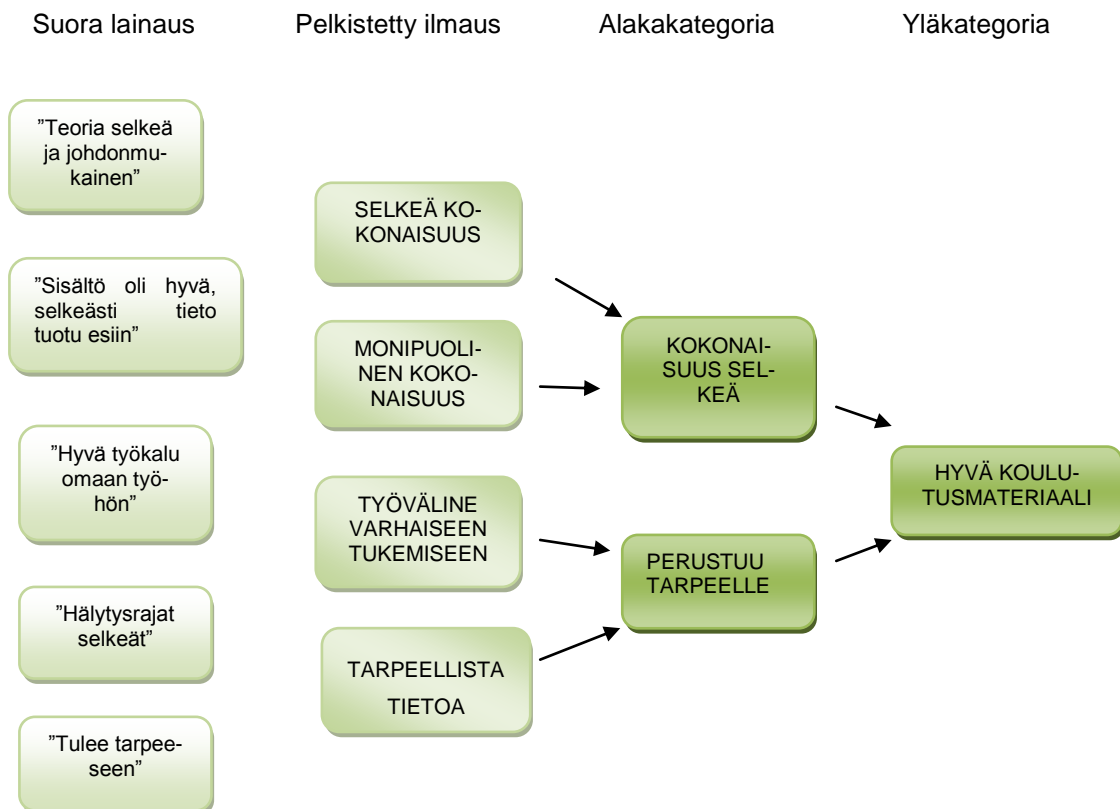 Suora lainaus
Pelkistetty ilmaus
Alakakategoria
Yläkategoria
”Teoria selkeä
ja johdonmu-
kainen”
”Sisältö oli hyvä,
selkeästi tieto
tuotu esiin”
”Hyvä työkalu
omaan työ-
hön”
”Hälytysrajat
selkeät”
”Tulee tarpee-
seen”
SELKEÄ KO-
KONAISUUS
MONIPUOLI-
NEN KOKO-
NAISUUS
TYÖVÄLINE
VARHAISEEN
TUKEMISEEN
TARPEELLISTA
TIETOA
KOKONAI-
SUUS SEL-
KEÄ
PERUSTUU
TARPEELLE
HYVÄ KOULU-
TUSMATERIAALI